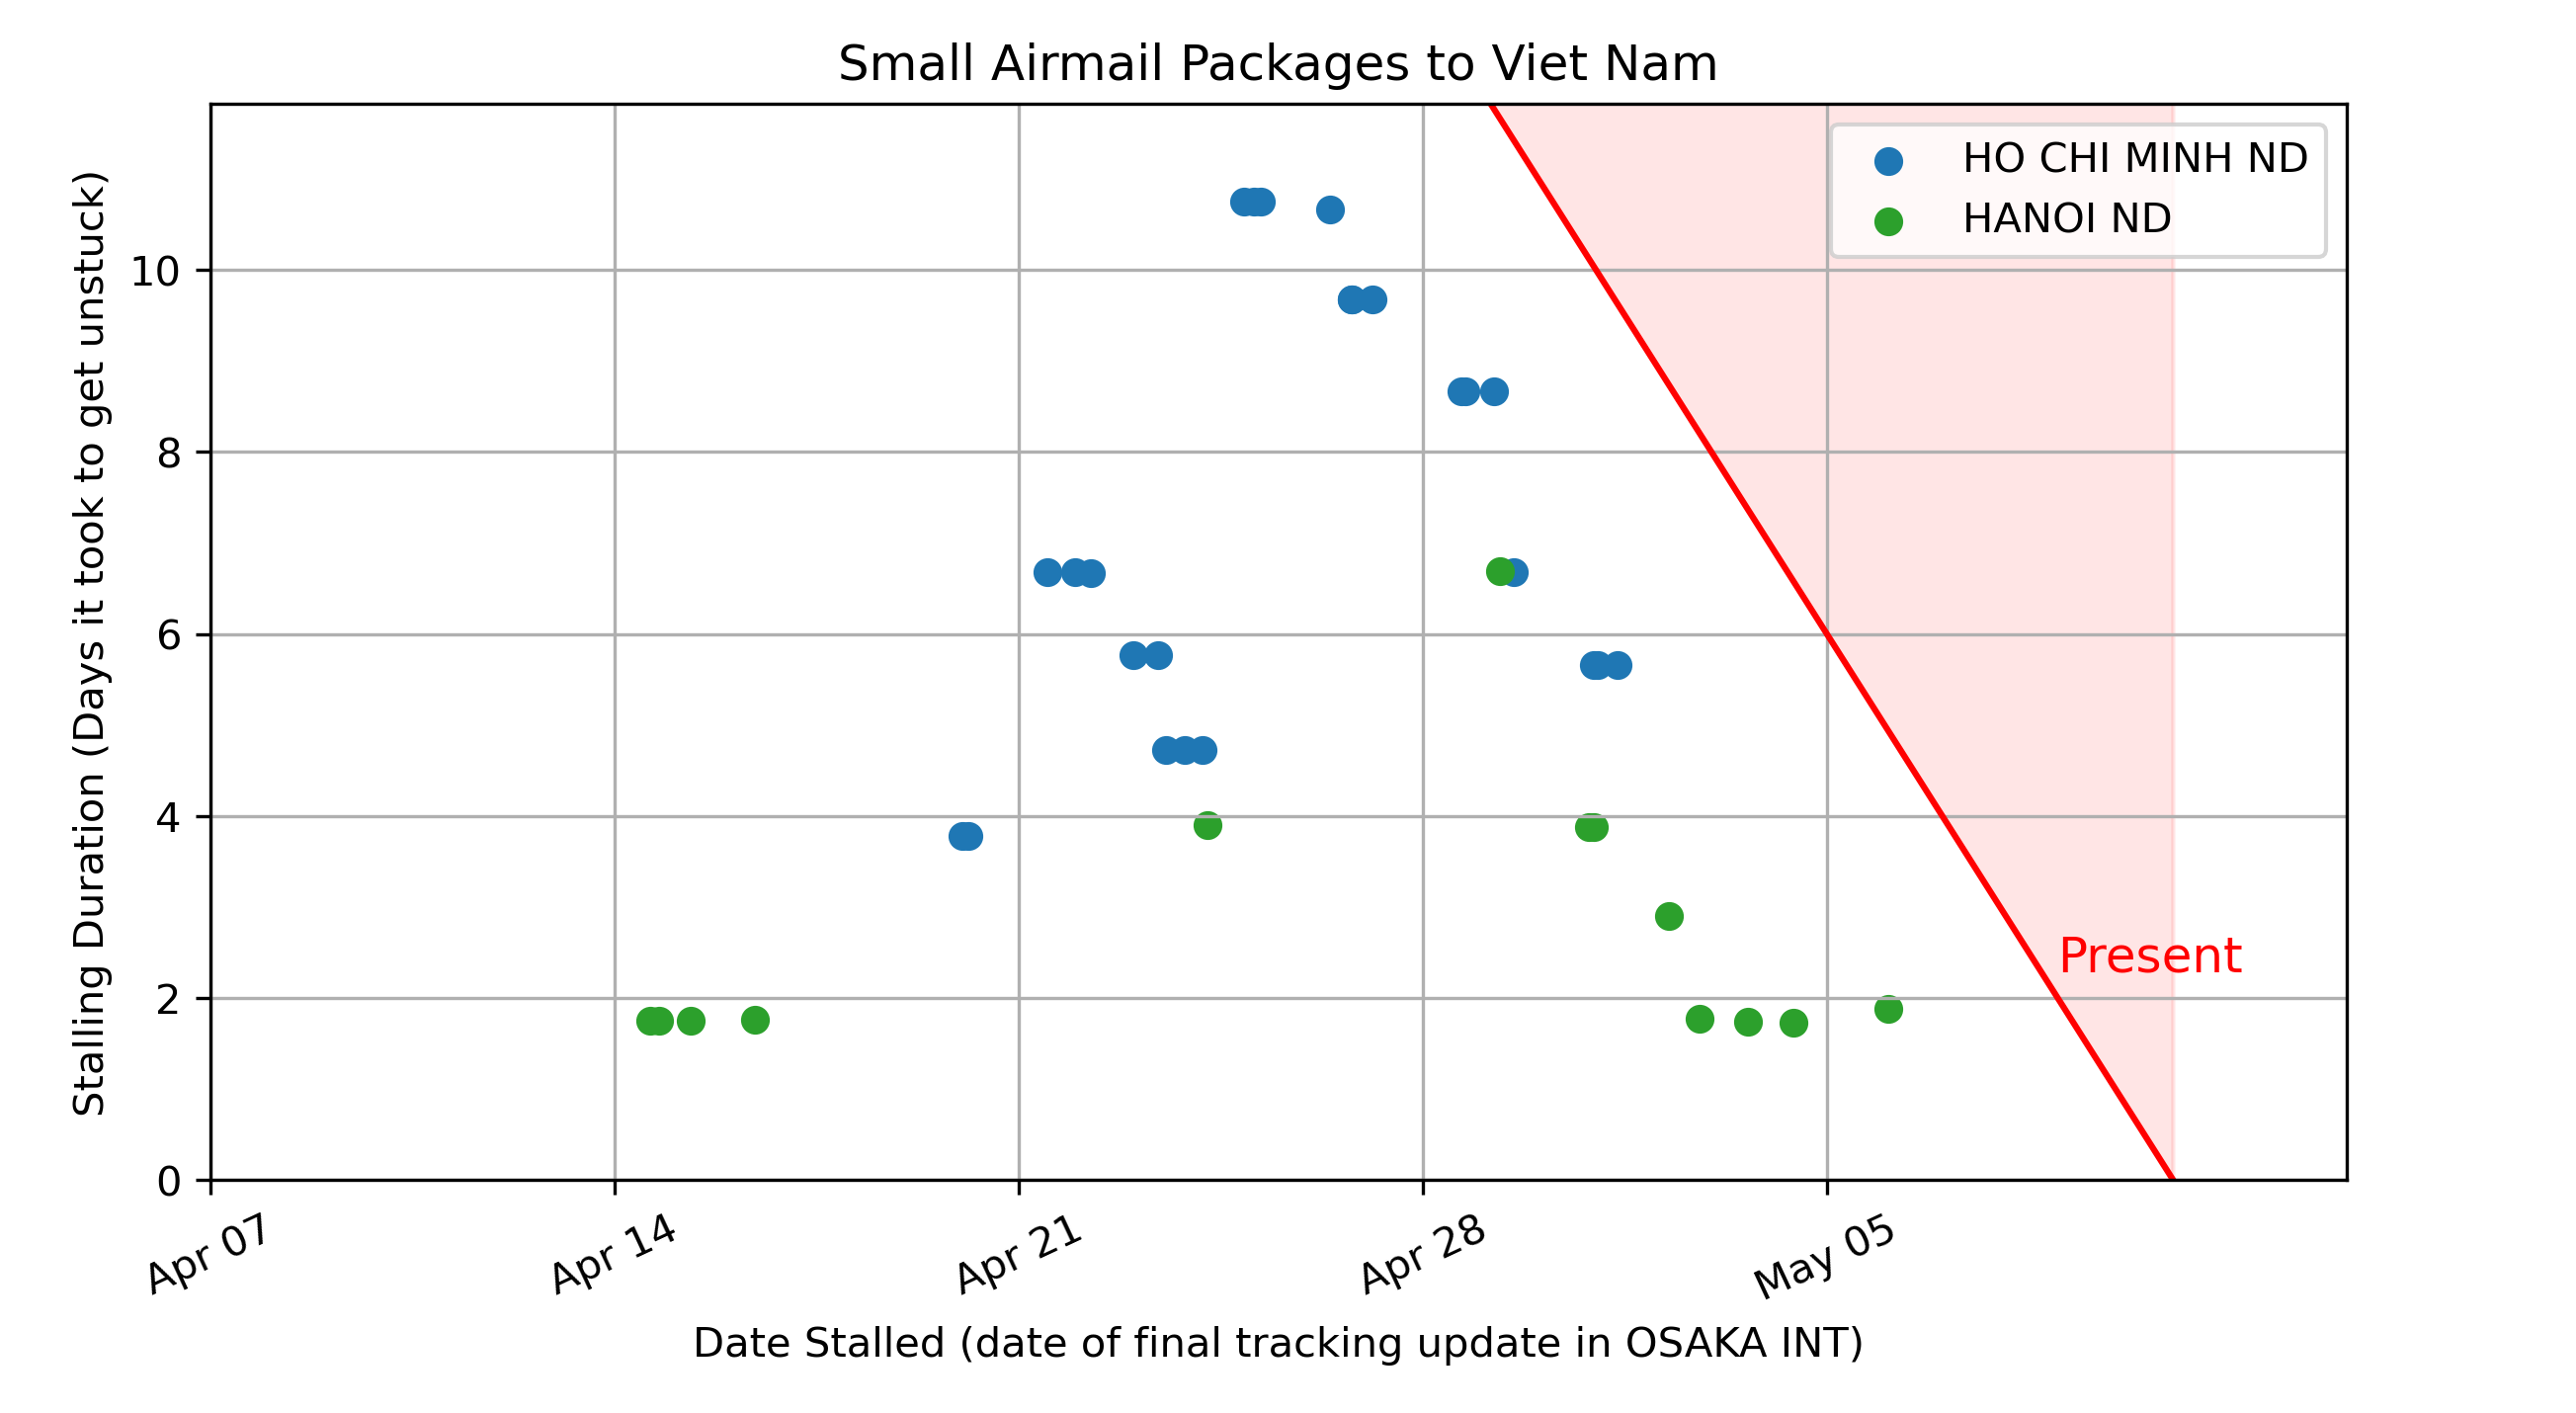 Small Airmail Packages to Viet Nam
HO CHI MINH ND
HANOI ND
Stalling Duration (Days it took to get unstuck)
10
8
6
4
2
0
Present
Apr 07
Apr 14
Apr 21
Apr 28
May 05
Date Stalled (date of final tracking update in OSAKA INT)